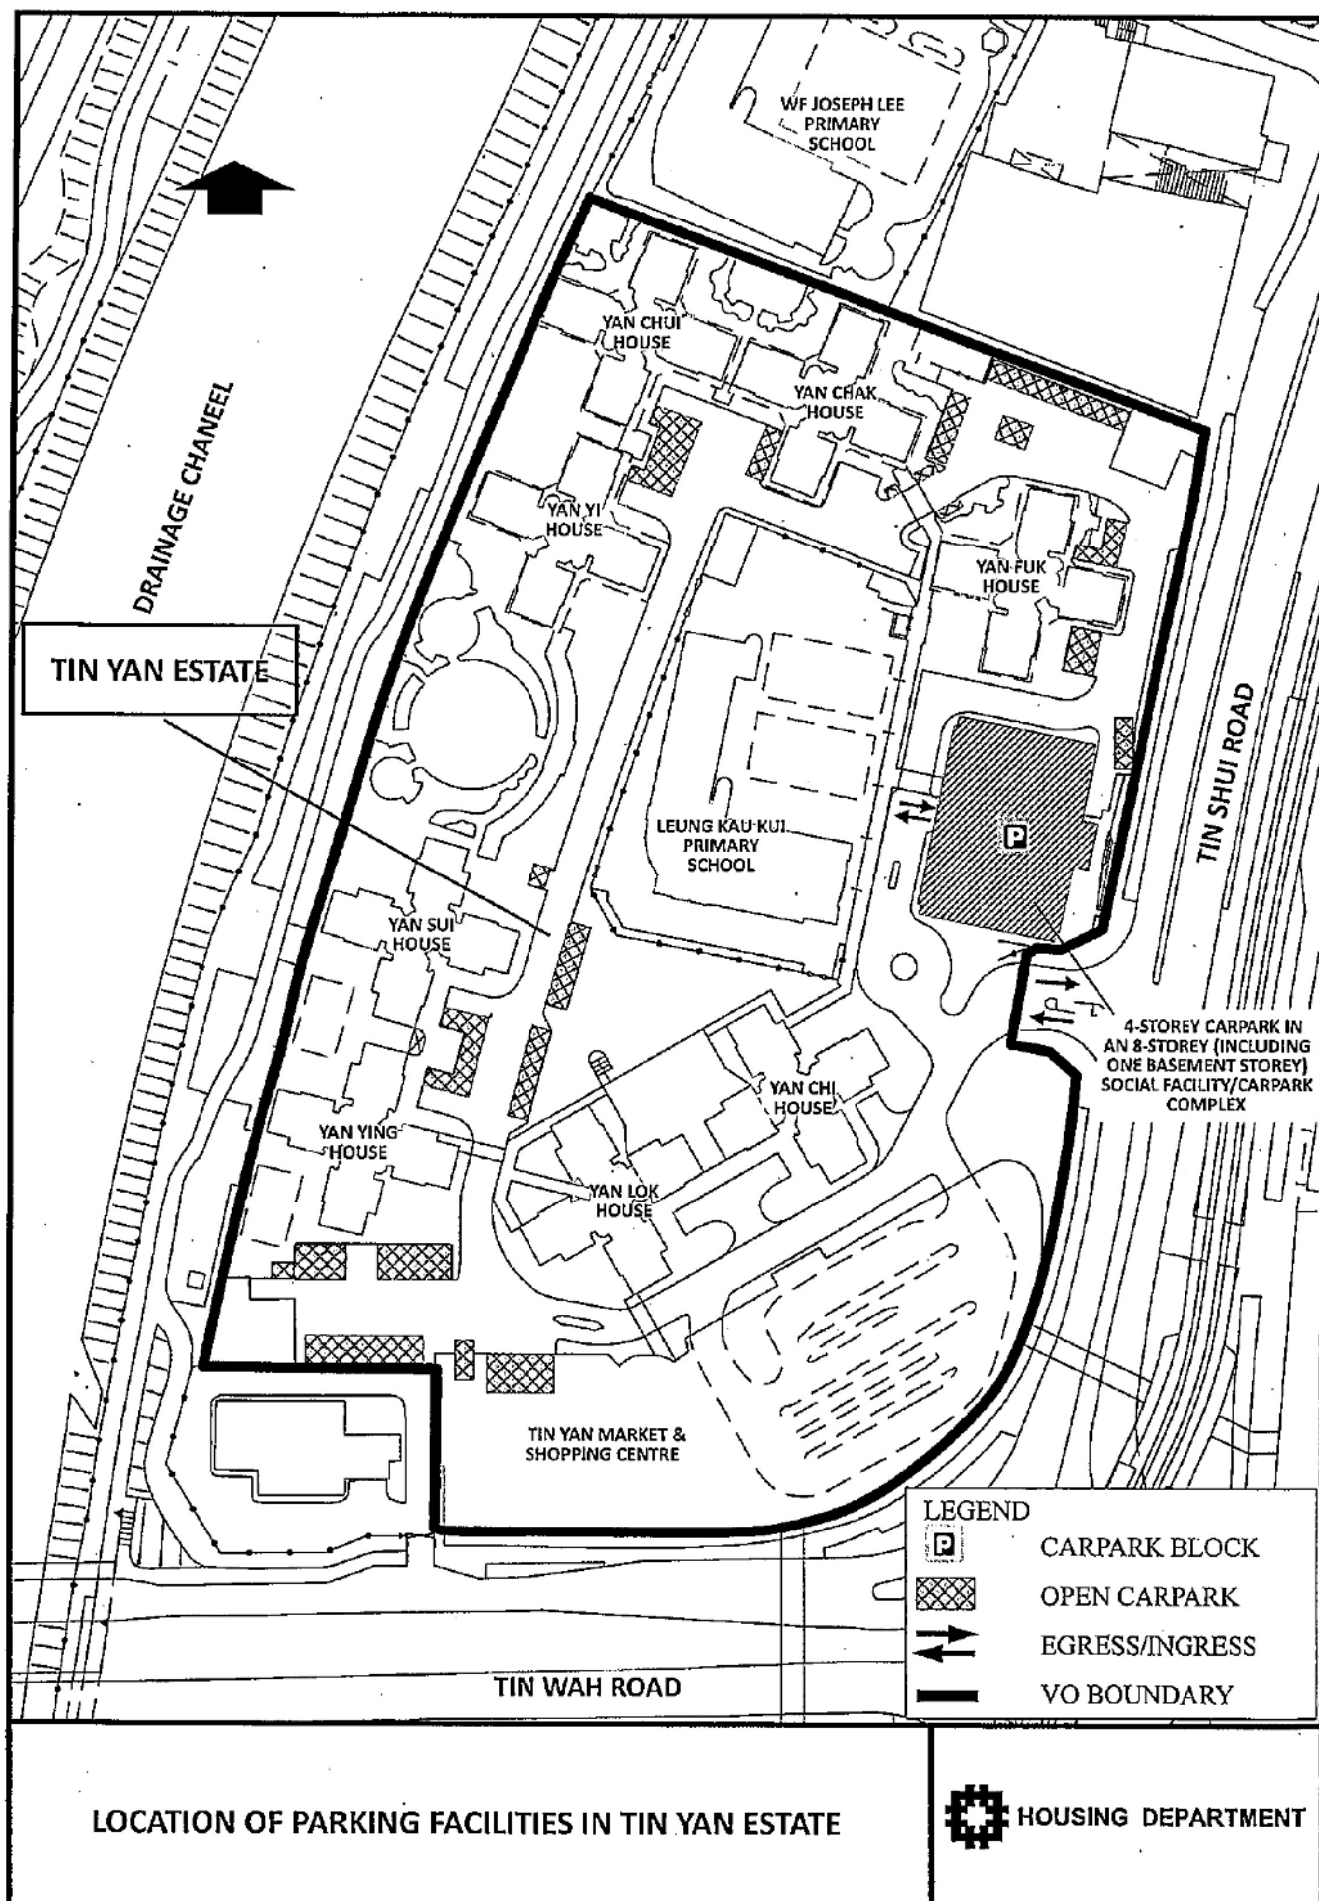 WF JOSEPH LEE
PRIMARY
SCHOOL
YAN CHUI
HOUSE
YAN CHAK
HOUSE
DRAINAGE CHANEEL
YAN YI
HOUSE
YAN FUK
HOUSE
TIN YAN ESTATE
TIN SHUI ROAD
LEUNG KAU KUI
PRIMARY
SCHOOL
P
YAN SUI
HOUSE
4-STOREY CARPARK IN
AN 8-STOREY (INCLUDING
ONE BASEMENT STOREY)
SOCIAL FACILITY/CARPARK
COMPLEX
YAN CHI
HOUSE
YAN YING
HOUSE
YAN LOK
HOUSE
TIN YAN MARKET &
SHOPPING CENTRE
LEGEND
P CARPARK BLOCK
OPEN CARPARK
EGRESS/INGRESS
VO BOUNDARY
TIN WAH ROAD
LOCATION OF PARKING FACILITIES IN TIN YAN ESTATE
HOUSING DEPARTMENT